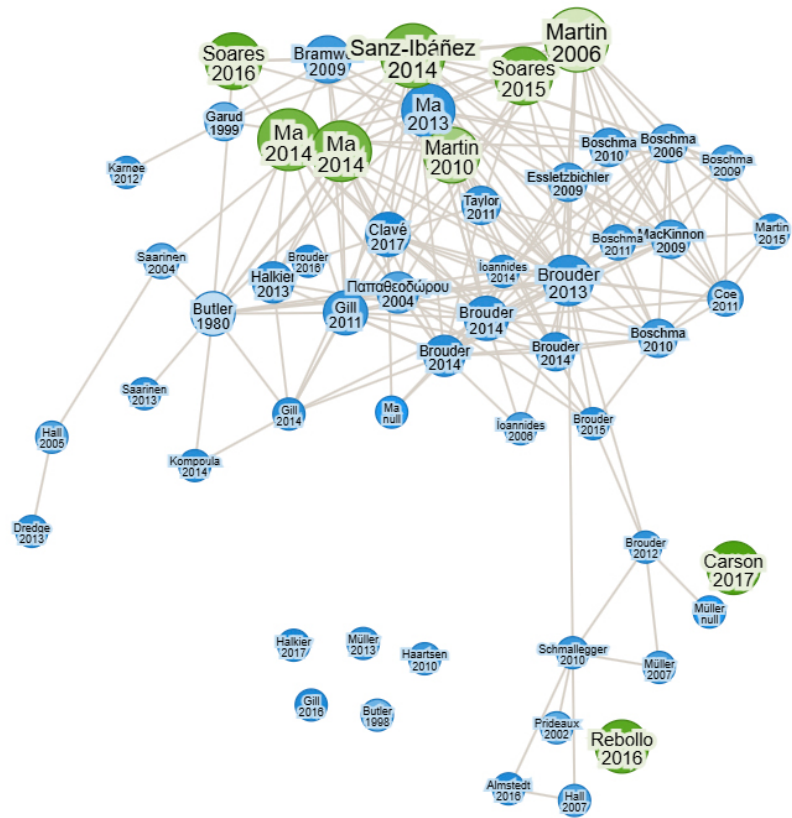 Soares
2016
Bramw
2009
Sanz-Ibáñez
2014
Soares
2015
Martin
2006
Garud
1999
Ma
2013
Ma
2014
Ma
2014
Martin
2010
Karnøe
2012
Boschma
2010
Boschma
2006
Boschma
2009
Essletzbichler
2009
Taylor
2011
Clavé
2017
Boschma
2011
MacKinnon
2009
Martin
2015
Saarinen
2004
Brouder
2016
Halkier
2013
Παπαθεοδώρου
2004
Ioannides
2014
Brouder
2013
Coe
2011
Butler
1980
Gill
2011
Brouder
2014
Brouder
2014
Brouder
2014
Boschma
2010
Saarinen
2013
Gill
2014
Ma
null
Ioannides
2006
Brouder
2015
Hall
2005
Kompoula
2014
Dredge
2013
Brouder
2012
Carson
2017
Müller
null
Halkier
2017
Müller
2013
Haartsen
2010
Schmallegger
2010
Müller
2007
Gill
2016
Butler
1998
Prideaux
2002
Rebollo
2016
Almstedt
2016
Hall
2007